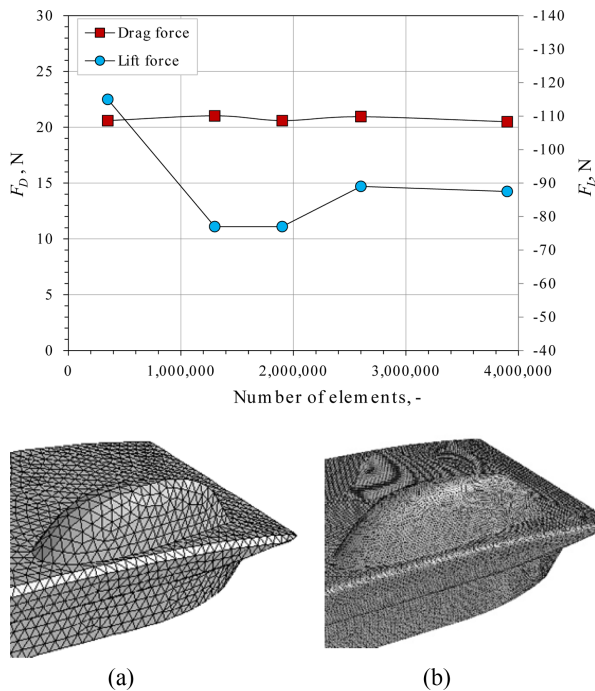 30
25
20
15
10
5
0
Drag force
Lift force
F_D, N
-140
-130
-120
-110
-100
-90
-80
-70
-60
-50
-40
F_L, N
0 1,000,000 2,000,000 3,000,000 4,000,000
Number of elements, -
(a) (b)